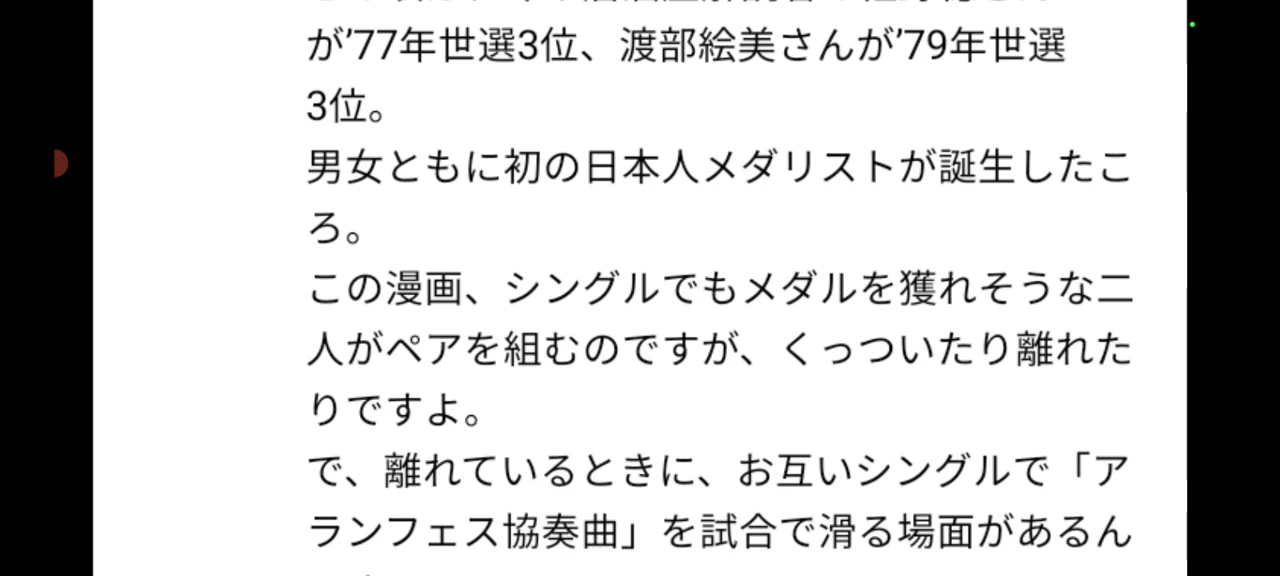 が’77年世選3位、渡部絵美さんが’79年世選
3位。
男女ともに初の日本人メダリストが誕生したこ
ろ。
この漫画、シングルでもメダルを獲れそうな二
人がペアを組むのですが、くっついたり離れた
りですよ。
で、離れているときに、お互いシングルで「ア
ランフェス協奏曲」を試合で滑る場面があるん